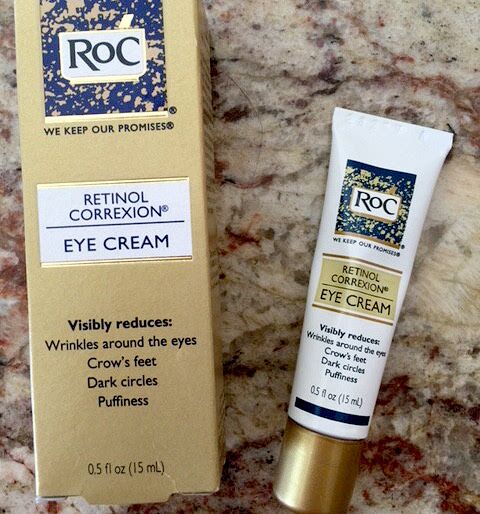 RoC
®
WE KEEP OUR PROMISES®
RETINOL
CORREXION®
EYE CREAM
Visibly reduces:
Wrinkles around the eyes
Crow's feet
Dark circles
Puffiness
0.5 fl oz (15 mL)
RoC
®
WE KEEP OUR PROMISES®
RETINOL
CORREXION®
EYE CREAM
Visibly reduces:
Wrinkles around the eyes
Crow's feet
Dark circles
Puffiness
0.5 fl oz (15 mL)